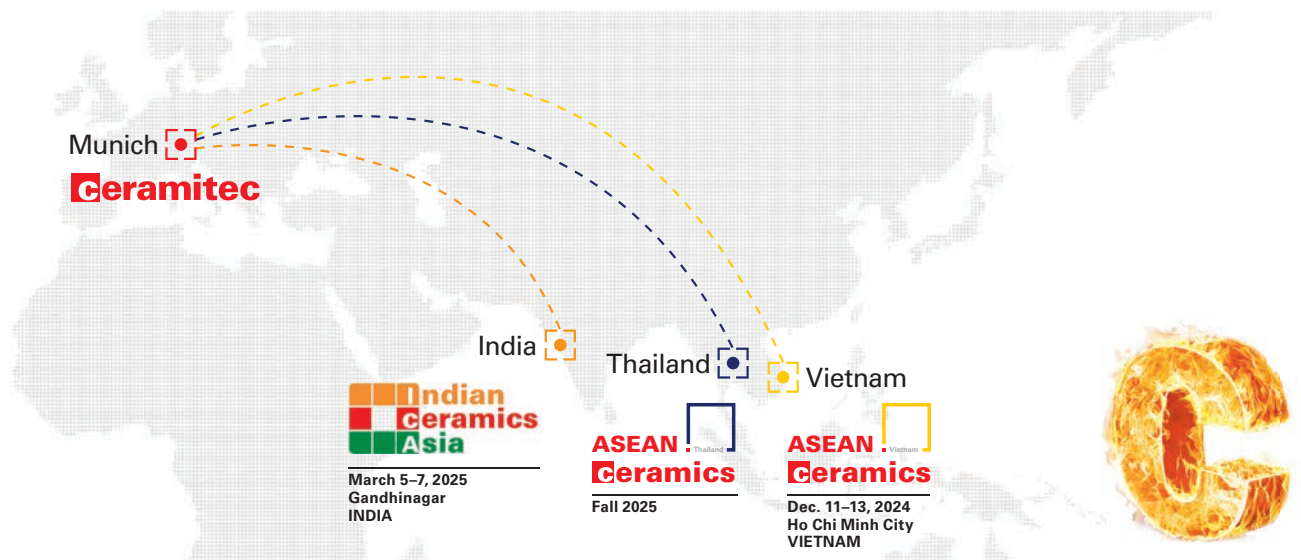 Munich
ceramitec
India
Thailand
Vietnam
Indian
Ceramics
Asia
March 5–7, 2025
Gandhinagar
INDIA
ASEAN
Thailand
ceramics
Fall 2025
ASEAN
Vietnam
ceramics
Dec. 11–13, 2024
Ho Chi Minh City
VIETNAM
C